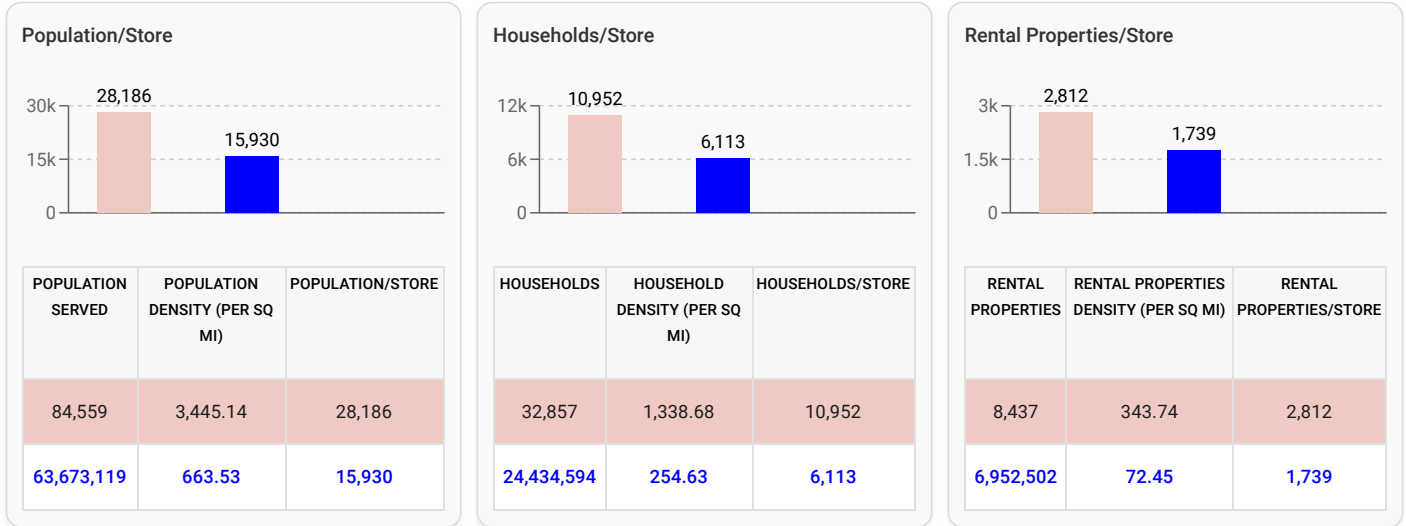 Population/Store
30k
15k
0
28,186
15,930
POPULATION SERVED
POPULATION DENSITY (PER SQ MI)
POPULATION/STORE
84,559 3,445.14 28,186
63,673,119 663.53 15,930
Households/Store
12k
6k
0
10,952
6,113
HOUSEHOLDS
HOUSEHOLD DENSITY (PER SQ MI)
HOUSEHOLDS/STORE
32,857 1,338.68 10,952
24,434,594 254.63 6,113
Rental Properties/Store
3k
1.5k
0
2,812
1,739
RENTAL PROPERTIES
RENTAL PROPERTIES DENSITY (PER SQ MI)
RENTAL PROPERTIES/STORE
8,437 343.74 2,812
6,952,502 72.45 1,739